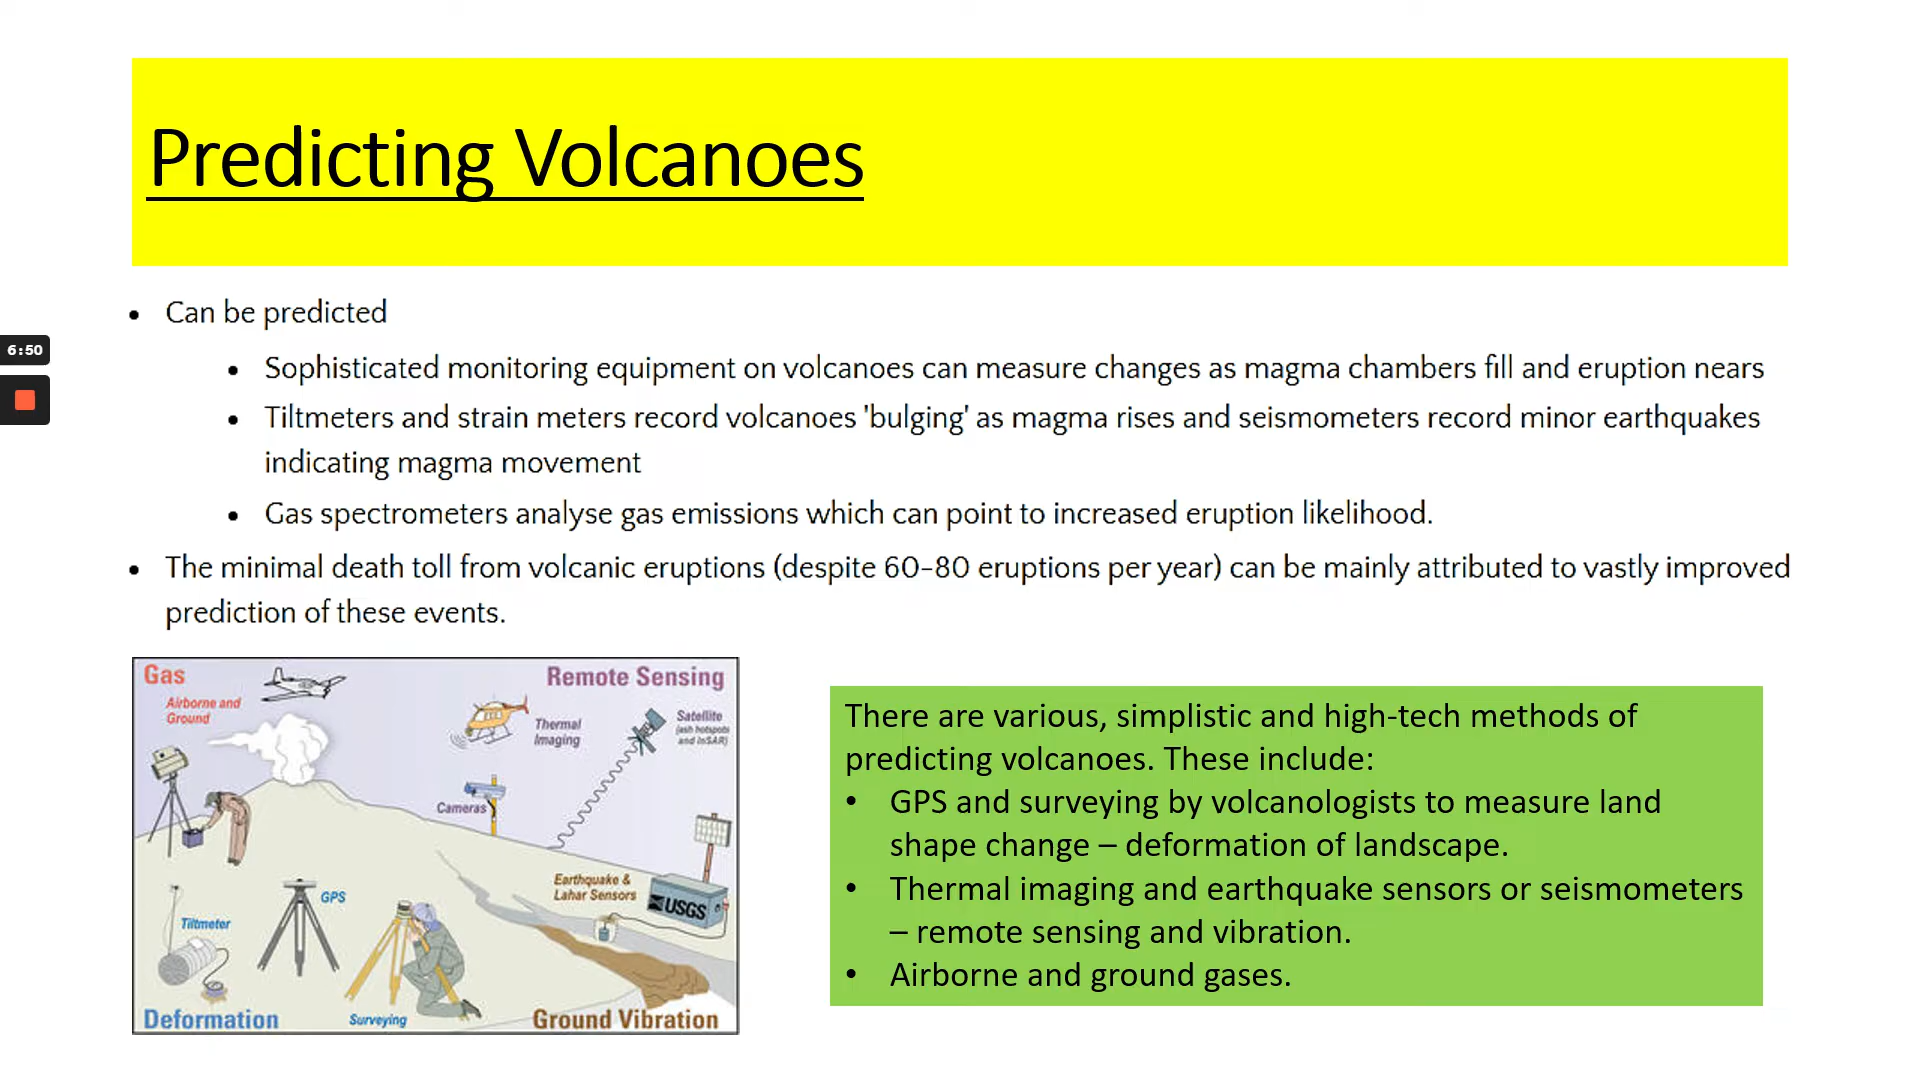 Predicting Volcanoes
• Can be predicted
6:50
• Sophisticated monitoring equipment on volcanoes can measure changes as magma chambers fill and eruption nears
• Tiltmeters and strain meters record volcanoes 'bulging' as magma rises and seismometers record minor earthquakes
indicating magma movement
• Gas spectrometers analyse gas emissions which can point to increased eruption likelihood.
• The minimal death toll from volcanic eruptions (despite 60-80 eruptions per year) can be mainly attributed to vastly improved
prediction of these events.
Gas
Airborne and
Ground
Remote Sensing
Thermal
Imaging
Satellite
(ash hotspots
and InSAR)
Cameras
Earthquake &
Lahar Sensors
USGS
GPS
Tiltmeter
Deformation
Surveying
Ground Vibration
There are various, simplistic and high-tech methods of
predicting volcanoes. These include:
• GPS and surveying by volcanologists to measure land
shape change – deformation of landscape.
• Thermal imaging and earthquake sensors or seismometers
– remote sensing and vibration.
• Airborne and ground gases.